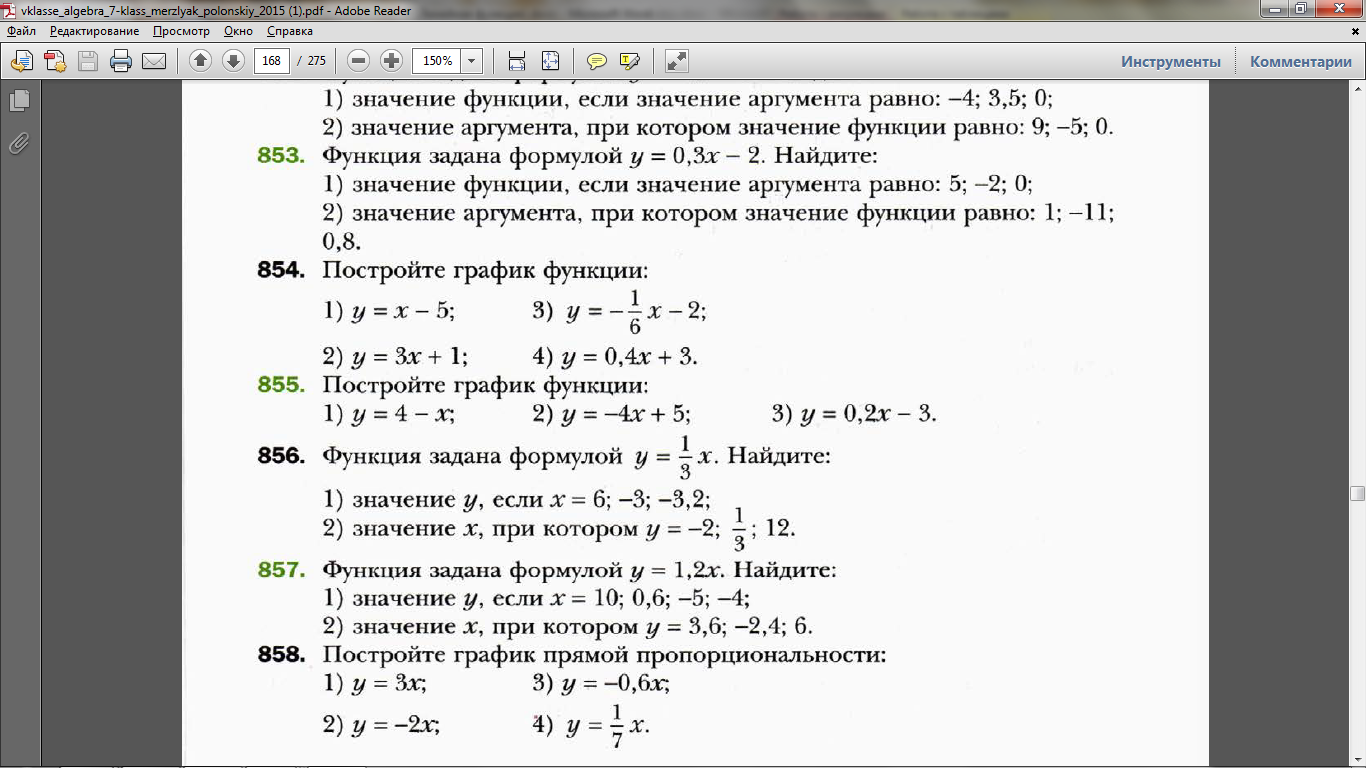 vklasse_algebra_7-klass_merzlyak_polonskiy_2015 (1).pdf - Adobe Reader
Файл Редактирование Просмотр Окно Справка
168 / 275 150% Инструменты Комментарии
1) значение функции, если значение аргумента равно: −4; 3,5; 0;
2) значение аргумента, при котором значение функции равно: 9; −5; 0.
853. Функция задана формулой y = 0,3x − 2. Найдите:
1) значение функции, если значение аргумента равно: 5; −2; 0;
2) значение аргумента, при котором значение функции равно: 1; −11;
0,8.
854. Постройте график функции:
1) y = x − 5; 3) y = −1/6 x − 2;
2) y = 3x + 1; 4) y = 0,4x + 3.
855. Постройте график функции:
1) y = 4 − x; 2) y = −4x + 5; 3) y = 0,2x − 3.
856. Функция задана формулой y = 1/3 x. Найдите:
1) значение y, если x = 6; −3; −3,2;
2) значение x, при котором y = −2; 1/3; 12.
857. Функция задана формулой y = 1,2x. Найдите:
1) значение y, если x = 10; 0,6; −5; −4;
2) значение x, при котором y = 3,6; −2,4; 6.
858. Постройте график прямой пропорциональности:
1) y = 3x; 3) y = −0,6x;
2) y = −2x; 4) y = 1/7 x.